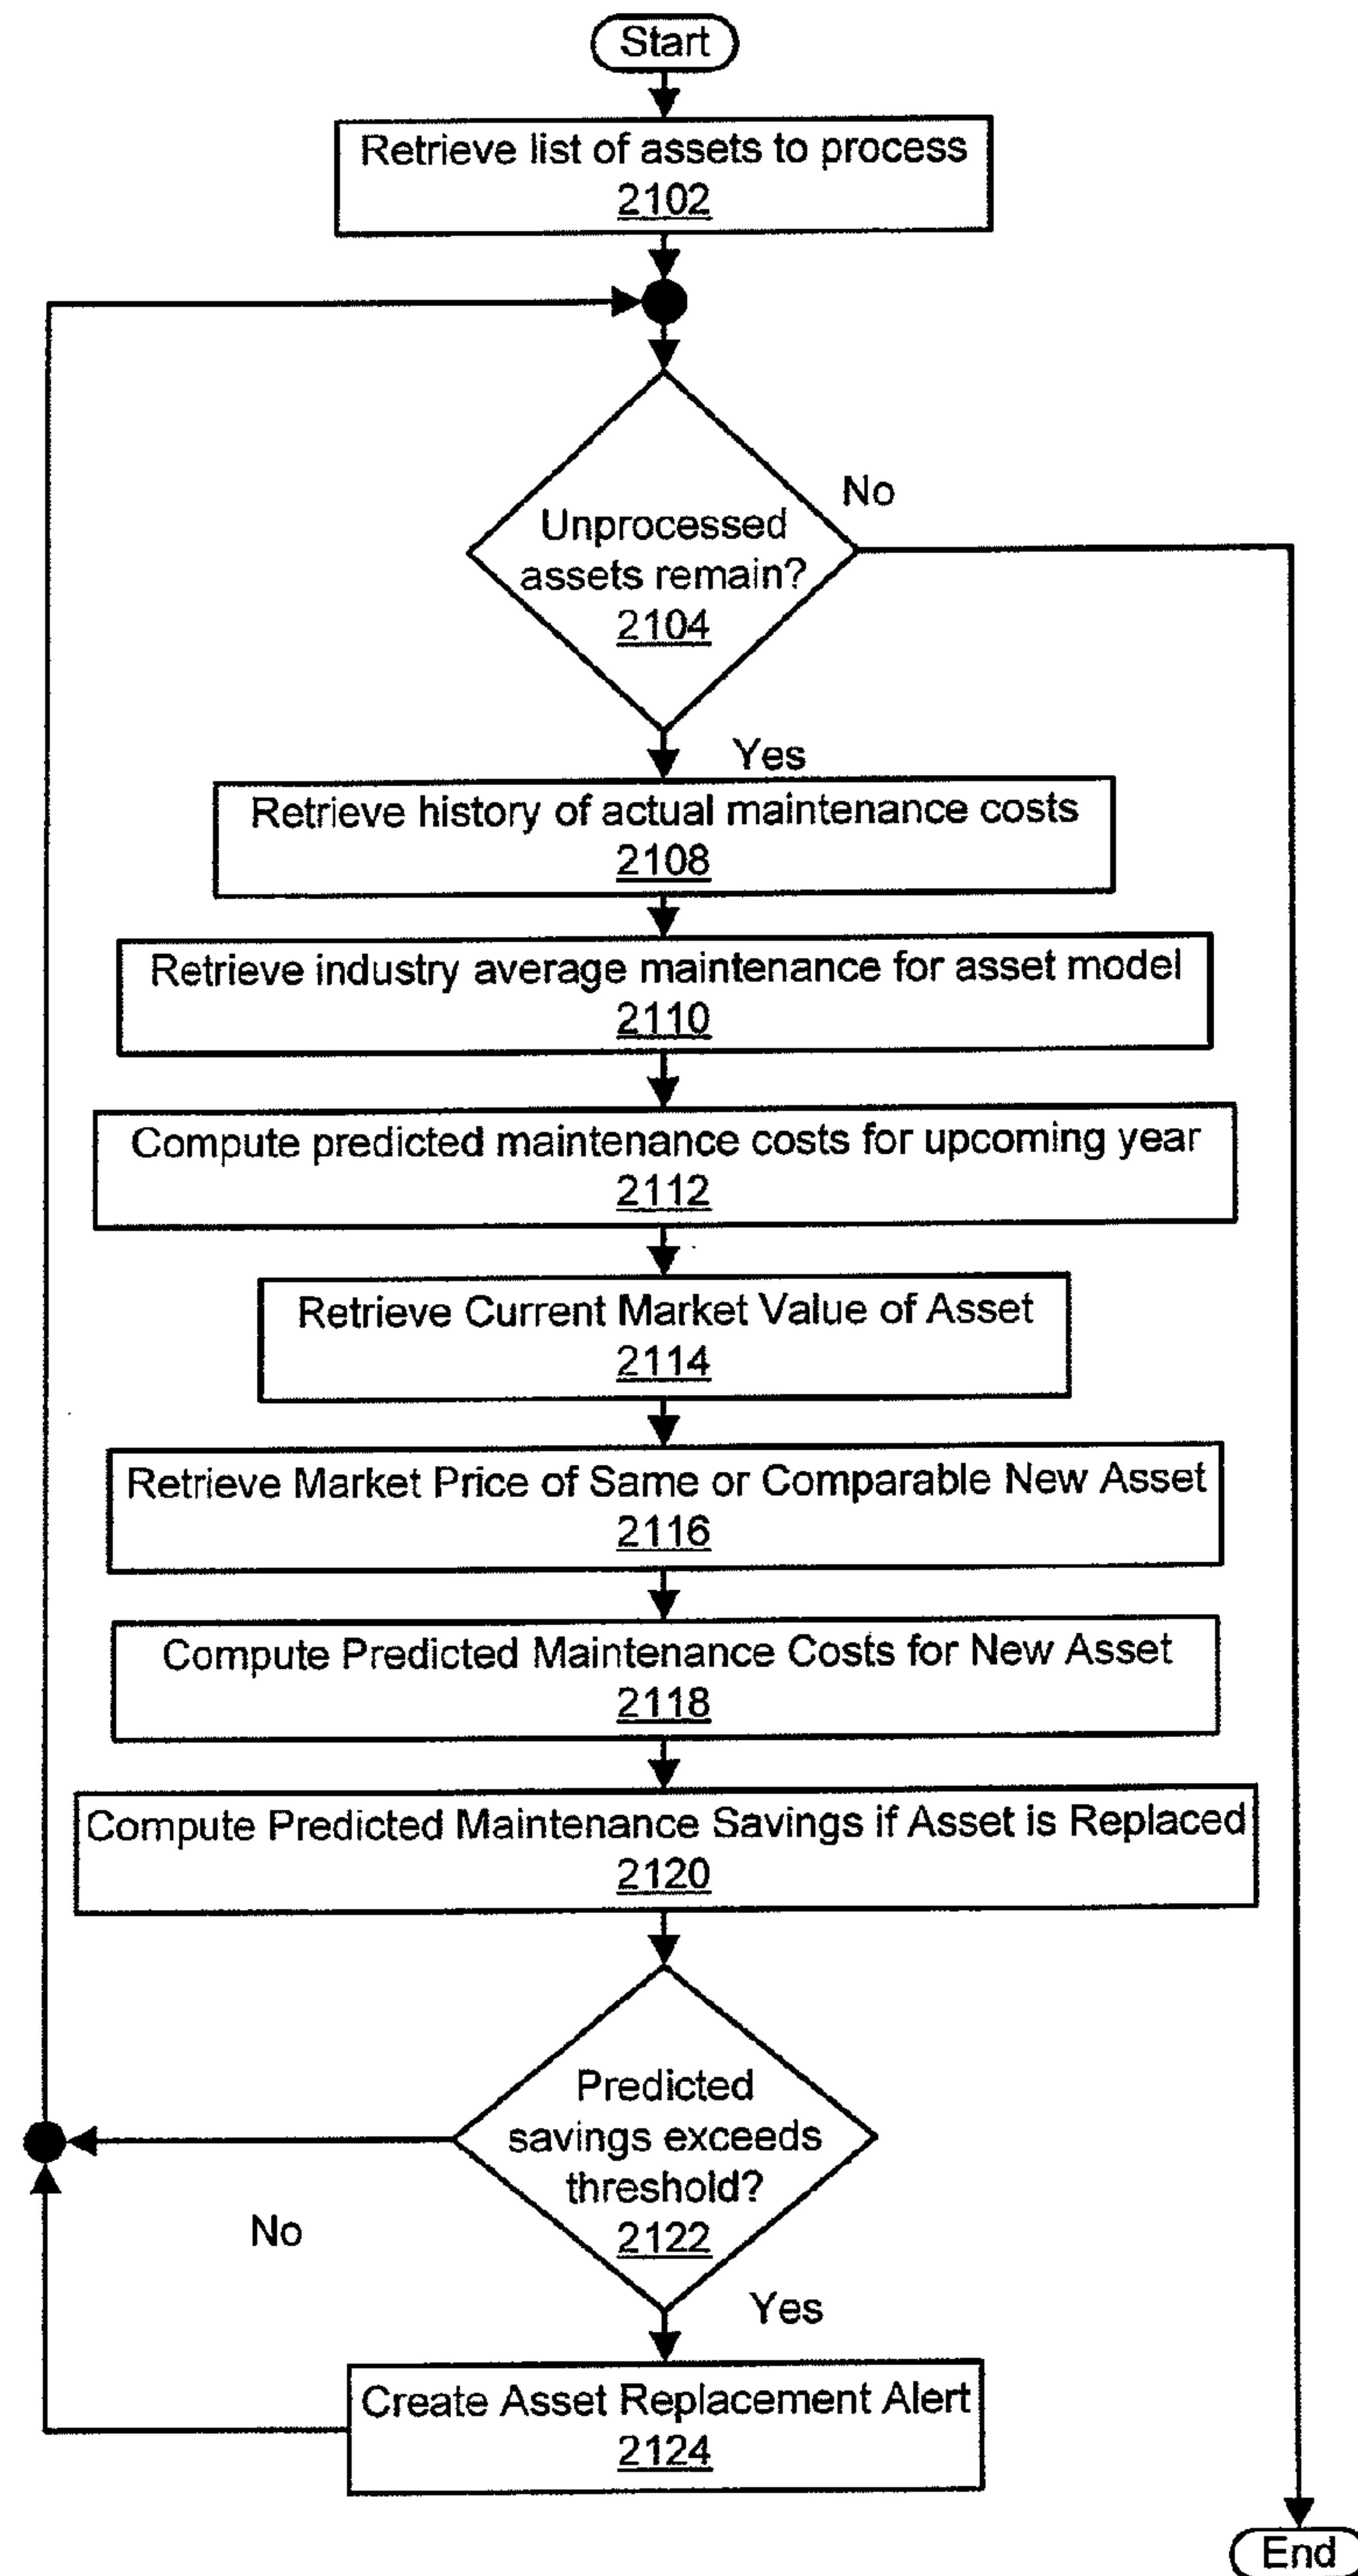 Start
Retrieve list of assets to process
2102
No
Unprocessed
assets remain?
2104
Yes
Retrieve history of actual maintenance costs
2108
Retrieve industry average maintenance for asset model
2110
Compute predicted maintenance costs for upcoming year
2112
Retrieve Current Market Value of Asset
2114
Retrieve Market Price of Same or Comparable New Asset
2116
Compute Predicted Maintenance Costs for New Asset
2118
Compute Predicted Maintenance Savings if Asset is Replaced
2120
Predicted
savings exceeds
threshold?
2122
No
Yes
Create Asset Replacement Alert
2124
End